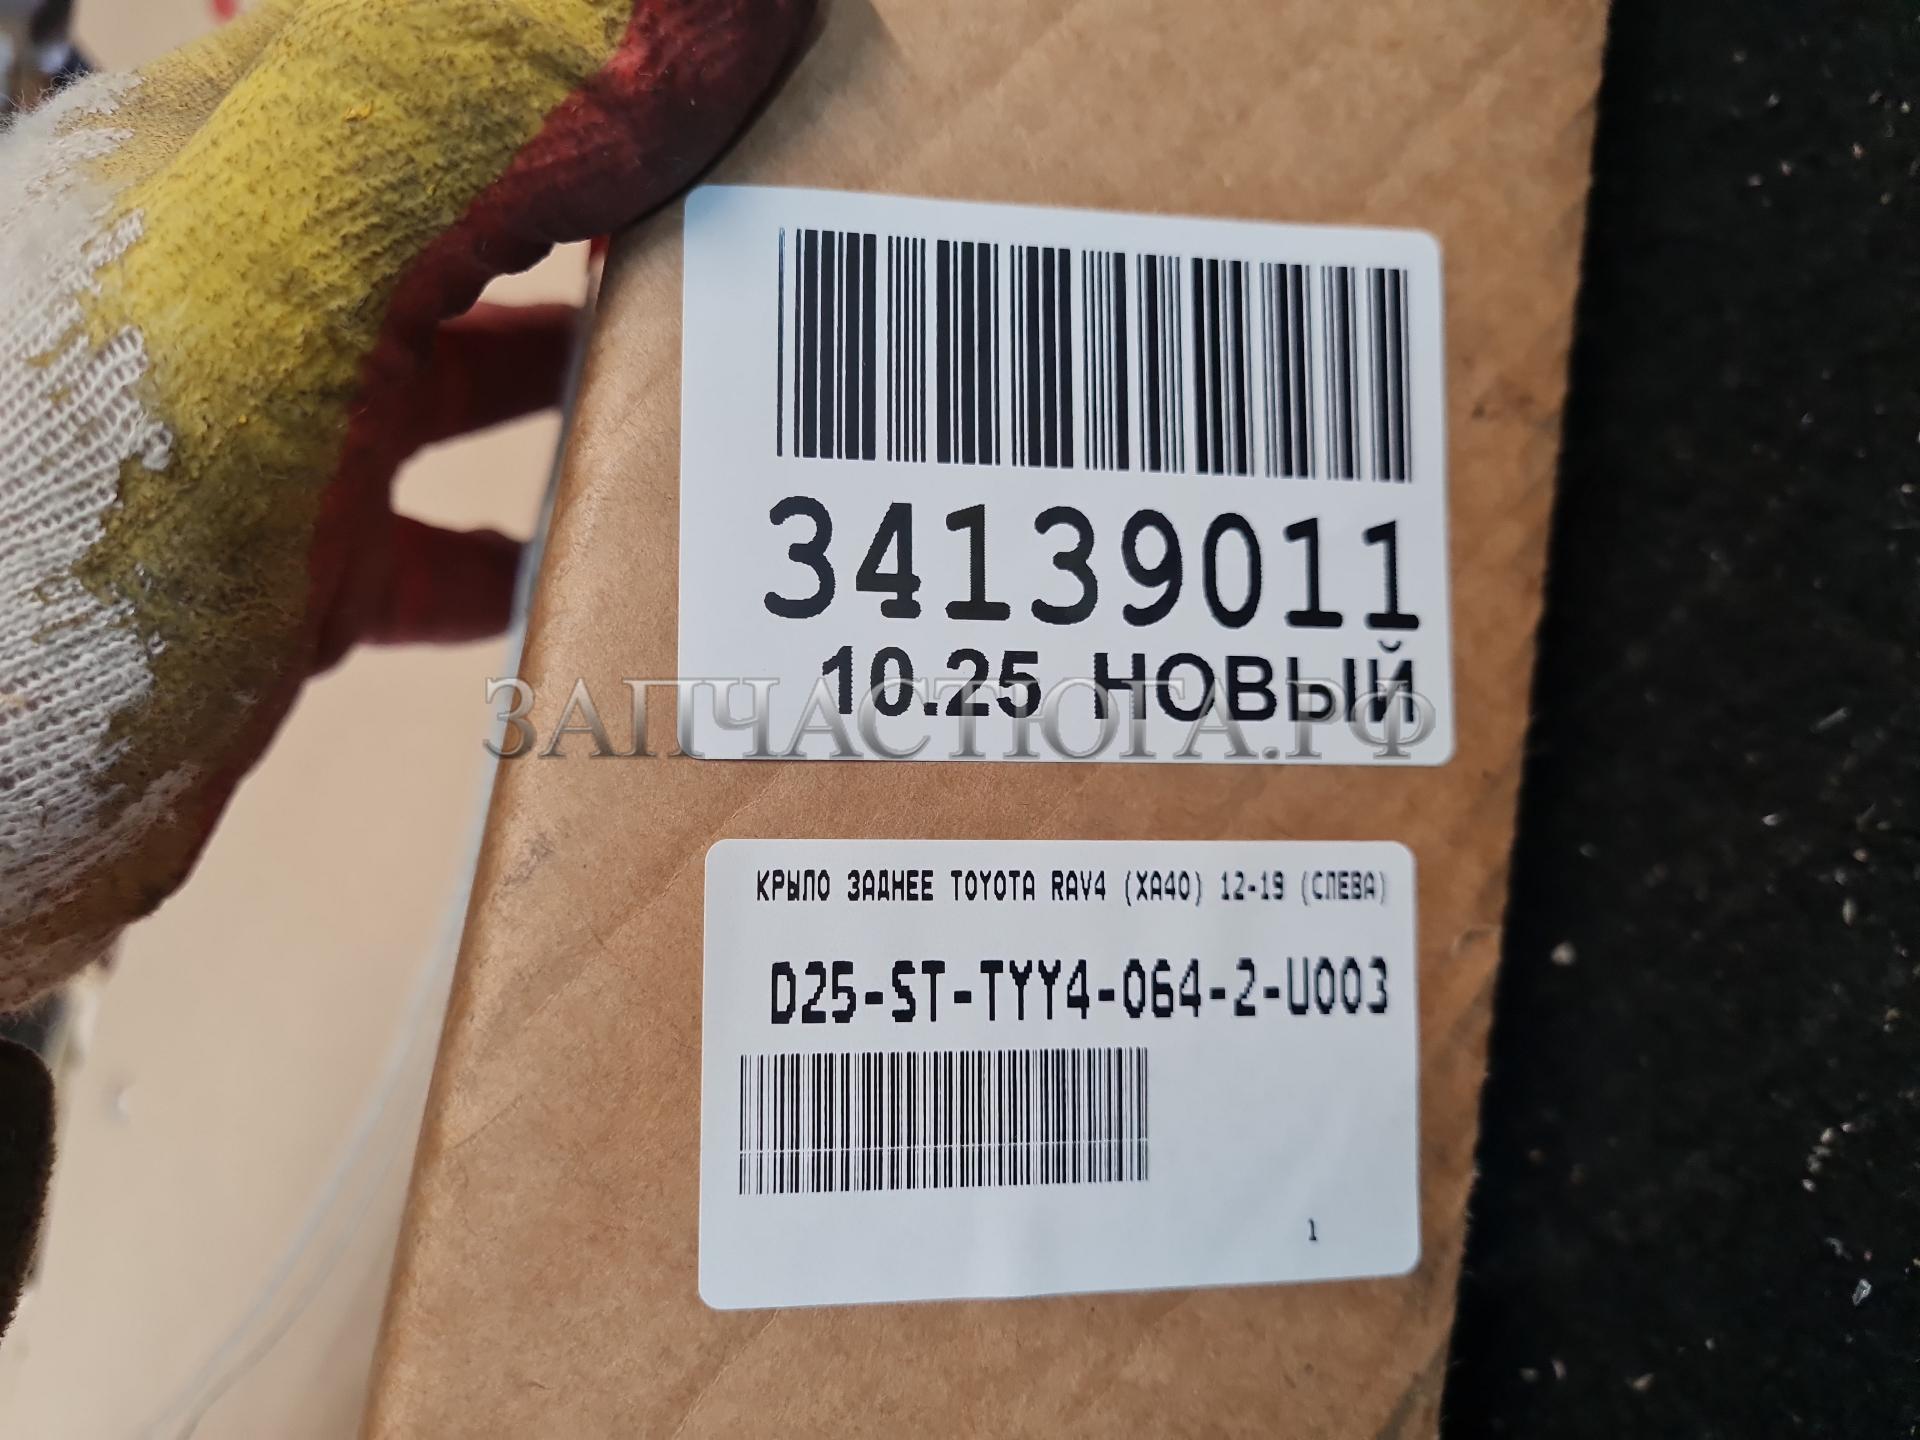 34139011
10.25 НОВЫЙ
ЗАПЧАСТЮГА.РФ
КРЫЛО ЗАДНЕЕ TOYOTA RAV4 (XA40) 12-19 (СЛЕВА)
D25-ST-TYY4-064-2-U003
1